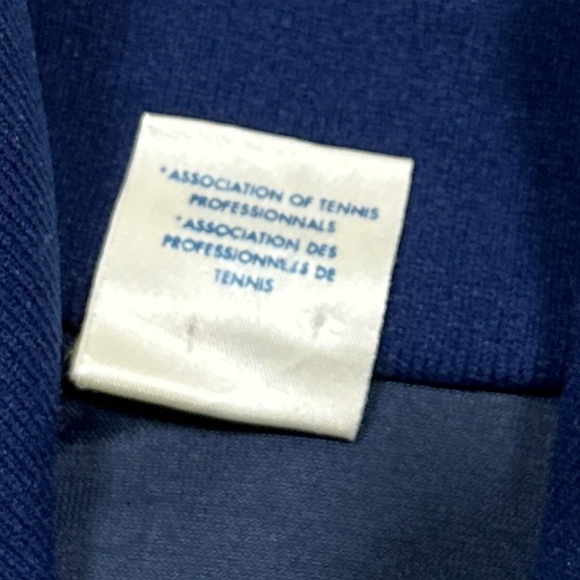 *ASSOCIATION OF TENNIS
PROFESSIONNALS
*ASSOCIATION DES
PROFESSIONNELS DE
TENNIS